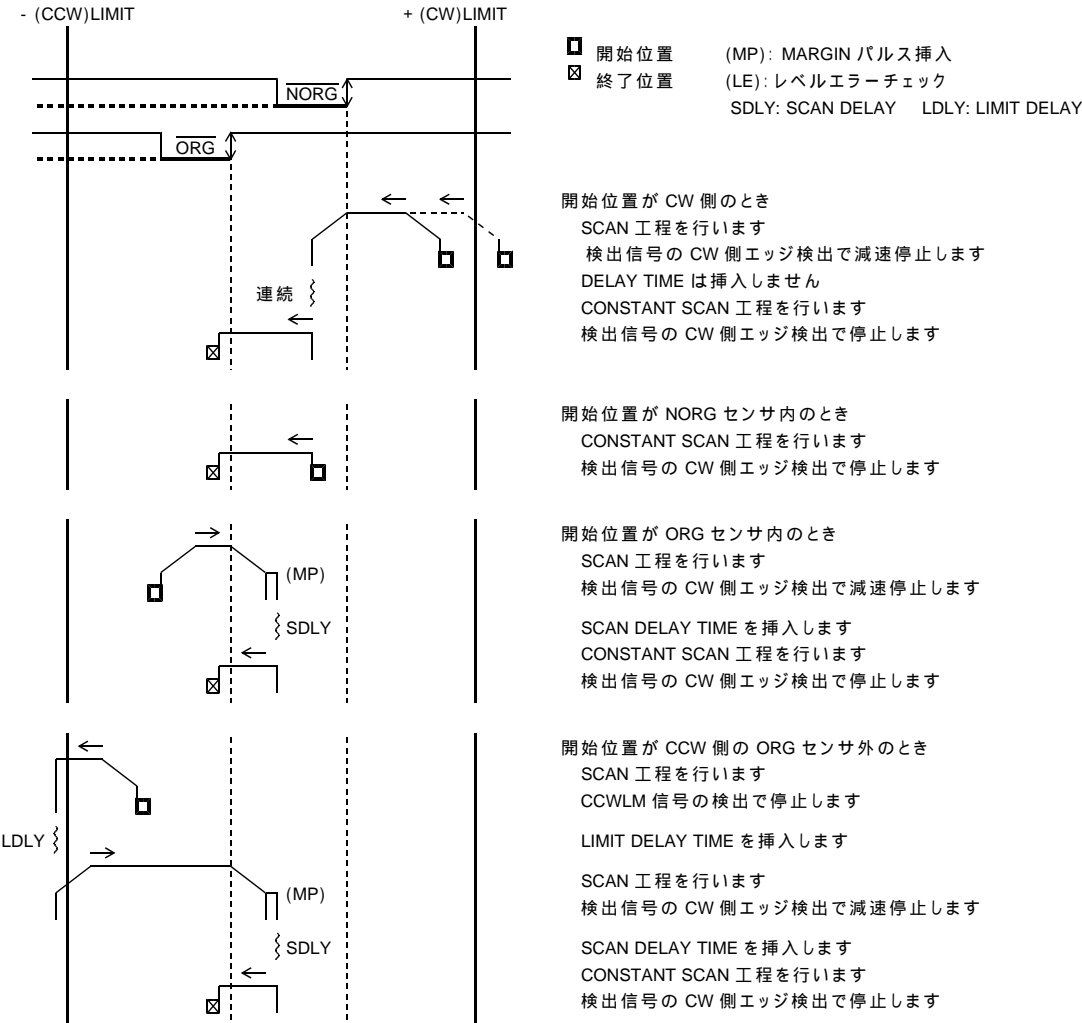 - (CCW)LIMIT
+ (CW)LIMIT
開始位置 (MP): MARGIN パルス挿入
終了位置 (LE):レベルエラーチェック
SDLY: SCAN DELAY LDLY: LIMIT DELAY
NORG
ORG
開始位置が CW 側のとき
SCAN 工程を行います
検出信号の CW 側エッジ検出で減速停止します
DELAY TIME は挿入しません
CONSTANT SCAN 工程を行います
検出信号の CW 側エッジ検出で停止します
連続
開始位置が NORG センサ内のとき
CONSTANT SCAN 工程を行います
検出信号の CW 側エッジ検出で停止します
開始位置が ORG センサ内のとき
SCAN 工程を行います
検出信号の CW 側エッジ検出で減速停止します
SCAN DELAY TIME を挿入します
CONSTANT SCAN 工程を行います
検出信号の CW 側エッジ検出で停止します
(MP)
SDLY
開始位置が CCW 側の ORG センサ外のとき
SCAN 工程を行います
CCWLM 信号の検出で停止します
LIMIT DELAY TIME を挿入します
SCAN 工程を行います
検出信号の CW 側エッジ検出で減速停止します
SCAN DELAY TIME を挿入します
CONSTANT SCAN 工程を行います
検出信号の CW 側エッジ検出で停止します
LDLY
(MP)
SDLY